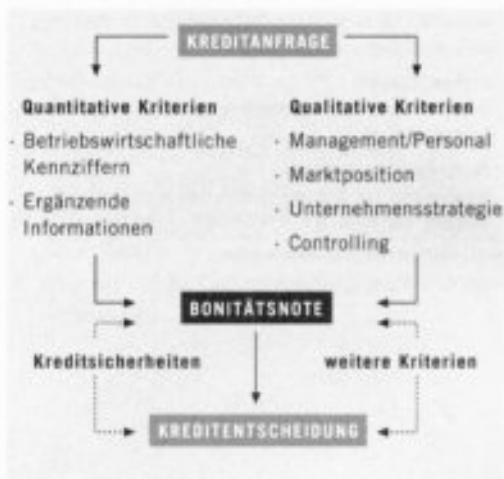 KREDITANFRAGE
Quantitative Kriterien
· Betriebswirtschaftliche
Kennziffern
· Ergänzende
Informationen
Qualitative Kriterien
· Management/Personal
· Marktposition
· Unternehmensstrategie
· Controlling
BONITÄTSNOTE
Kreditsicherheiten
weitere Kriterien
KREDITENTSCHEIDUNG